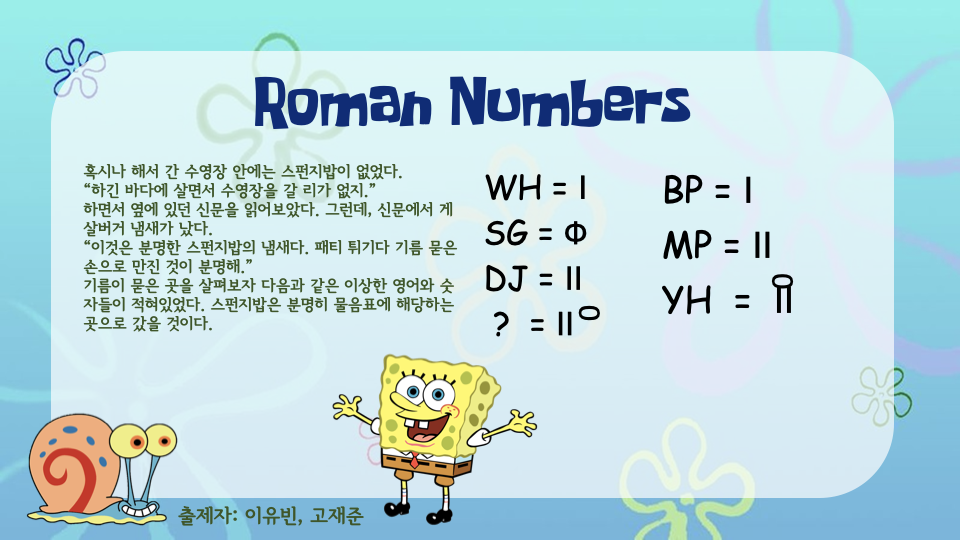 Roman Numbers
혹시나 해서 간 수영장 안에는 스펀지밥이 없었다.
“하긴 바다에 살면서 수영장을 갈 리가 없지.”
하면서 옆에 있던 신문을 읽어보았다. 그런데, 신문에서 게
살버거 냄새가 났다.
“이것은 분명한 스펀지밥의 냄새다. 패티 튀기다 기름 묻은
손으로 만진 것이 분명해.”
기름이 묻은 곳을 살펴보자 다음과 같은 이상한 영어와 숫
자들이 적혀있었다. 스펀지밥은 분명히 물음표에 해당하는
곳으로 갔을 것이다.
WH = I
SG = Φ
DJ = II
? = II
BP = I
MP = II
YH = II
출제자: 이유빈, 고재준